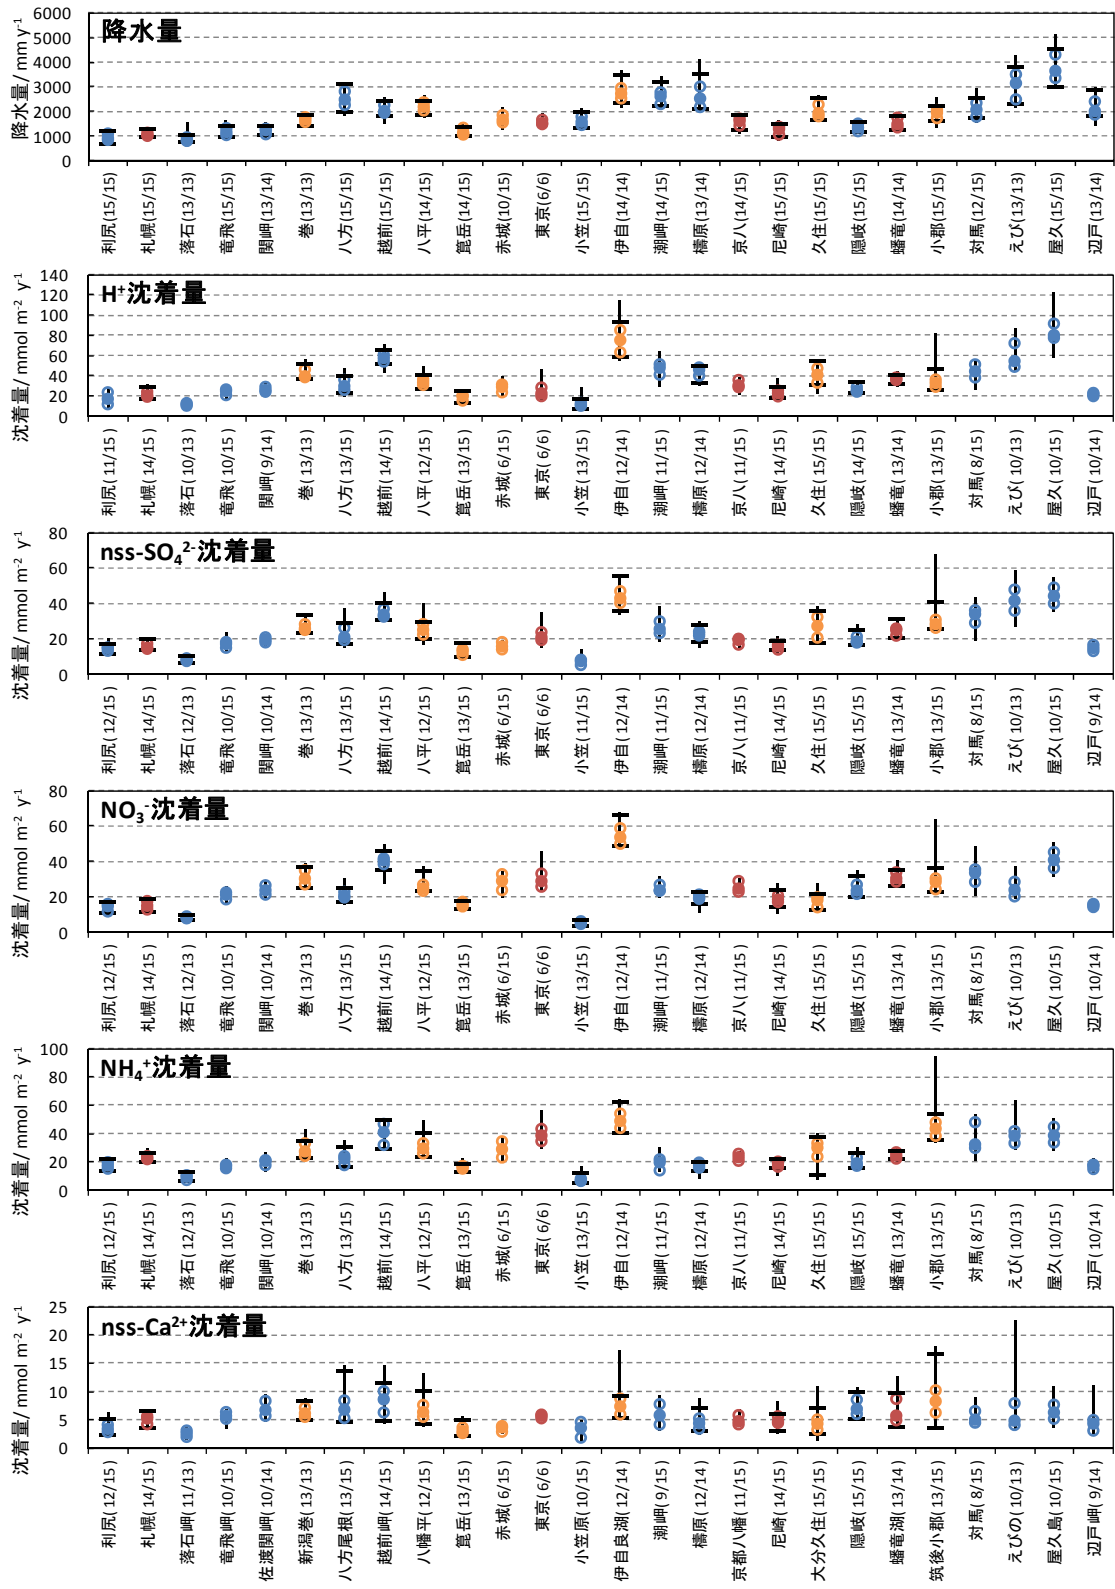 降水量
降水量/ mm y-1
6000
5000
4000
3000
2000
1000
0
利尻(15/15)
札幌(15/15)
落石(13/13)
竜飛(15/15)
関岬(13/14)
巻(13/13)
八方(15/15)
越前(15/15)
八平(14/15)
箟岳(14/15)
赤城(10/15)
東京(6/6)
小笠(15/15)
伊自(14/14)
潮岬(14/15)
檮原(13/14)
京八(14/15)
尼崎(15/15)
久住(15/15)
隠岐(15/15)
蟠竜(14/14)
小郡(15/15)
対馬(12/15)
えび(13/13)
屋久(15/15)
辺戸(13/14)
H+沈着量
沈着量/ mmol m-2 y-1
140
120
100
80
60
40
20
0
利尻(11/15)
札幌(14/15)
落石(10/13)
竜飛(10/15)
関岬(9/14)
巻(13/13)
八方(13/15)
越前(14/15)
八平(12/15)
箟岳(13/15)
赤城(6/15)
東京(6/6)
小笠(13/15)
伊自(12/14)
潮岬(11/15)
檮原(12/14)
京八(11/15)
尼崎(14/15)
久住(15/15)
隠岐(15/15)
蟠竜(13/14)
小郡(13/15)
対馬(8/15)
えび(10/13)
屋久(10/15)
辺戸(10/14)
nss-SO42-沈着量
沈着量/ mmol m-2 y-1
80
60
40
20
0
利尻(12/15)
札幌(14/15)
落石(12/13)
竜飛(10/15)
関岬(10/14)
巻(13/13)
八方(13/15)
越前(14/15)
八平(12/15)
箟岳(13/15)
赤城(6/15)
東京(6/6)
小笠(11/15)
伊自(12/14)
潮岬(11/15)
檮原(12/14)
京八(11/15)
尼崎(14/15)
久住(15/15)
隠岐(15/15)
蟠竜(13/14)
小郡(13/15)
対馬(8/15)
えび(10/13)
屋久(10/15)
辺戸(9/14)
NO3-沈着量
沈着量/ mmol m-2 y-1
80
60
40
20
0
利尻(12/15)
札幌(14/15)
落石(12/13)
竜飛(10/15)
関岬(10/14)
巻(13/13)
八方(13/15)
越前(14/15)
八平(12/15)
箟岳(13/15)
赤城(6/15)
東京(6/6)
小笠(13/15)
伊自(12/14)
潮岬(11/15)
檮原(12/14)
京八(11/15)
尼崎(14/15)
久住(15/15)
隠岐(15/15)
蟠竜(13/14)
小郡(13/15)
対馬(8/15)
えび(10/13)
屋久(10/15)
辺戸(10/14)
NH4+沈着量
沈着量/ mmol m-2 y-1
100
80
60
40
20
0
利尻(12/15)
札幌(14/15)
落石(12/13)
竜飛(10/15)
関岬(10/14)
巻(13/13)
八方(13/15)
越前(14/15)
八平(12/15)
箟岳(13/15)
赤城(6/15)
東京(6/6)
小笠(13/15)
伊自(12/14)
潮岬(9/15)
檮原(12/14)
京八(11/15)
尼崎(14/15)
久住(15/15)
隠岐(15/15)
蟠竜(13/14)
小郡(13/15)
対馬(8/15)
えび(10/13)
屋久(10/15)
辺戸(10/14)
nss-Ca2+沈着量
沈着量/ mmol m-2 y-1
25
20
15
10
5
0
利尻(12/15)
札幌(14/15)
落石岬(11/13)
竜飛岬(10/15)
佐渡関岬(10/14)
新潟巻(13/13)
八方尾根(13/15)
越前岬(14/15)
八幡平(12/15)
箟岳(13/15)
赤城(6/15)
東京(6/6)
小笠原(10/15)
伊自良湖(12/14)
潮岬(9/15)
檮原(12/14)
京都八幡(11/15)
尼崎(14/15)
大分久住(15/15)
隠岐(15/15)
蟠竜湖(13/14)
筑後小郡(13/15)
対馬(8/15)
えびの(10/13)
屋久島(10/15)
辺戸岬(9/14)